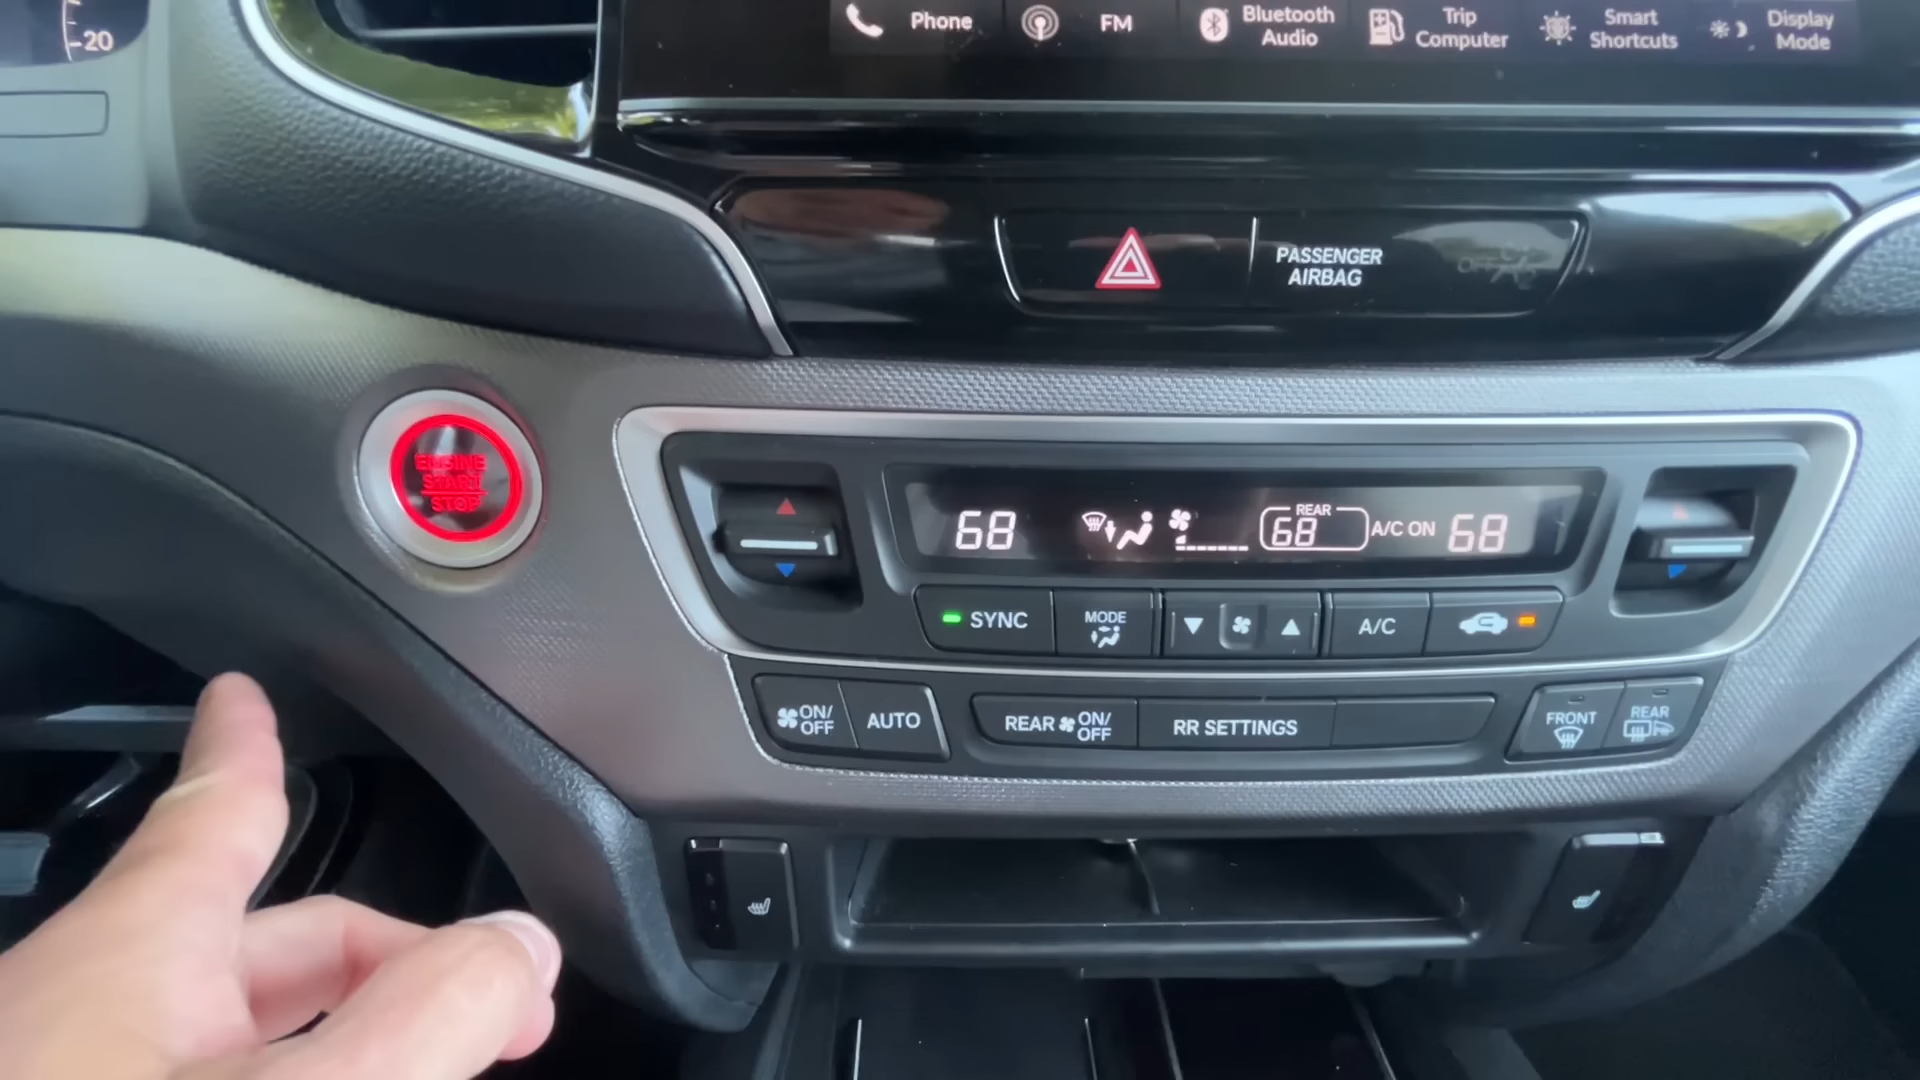 20
Phone
FM
Bluetooth
Audio
Trip
Computer
Smart
Shortcuts
Display
Mode
PASSENGER
AIRBAG
ENGINE
START
STOP
68
REAR
68
A/C ON
68
SYNC
MODE
A/C
ON/
OFF
AUTO
REAR
ON/
OFF
RR SETTINGS
FRONT
REAR